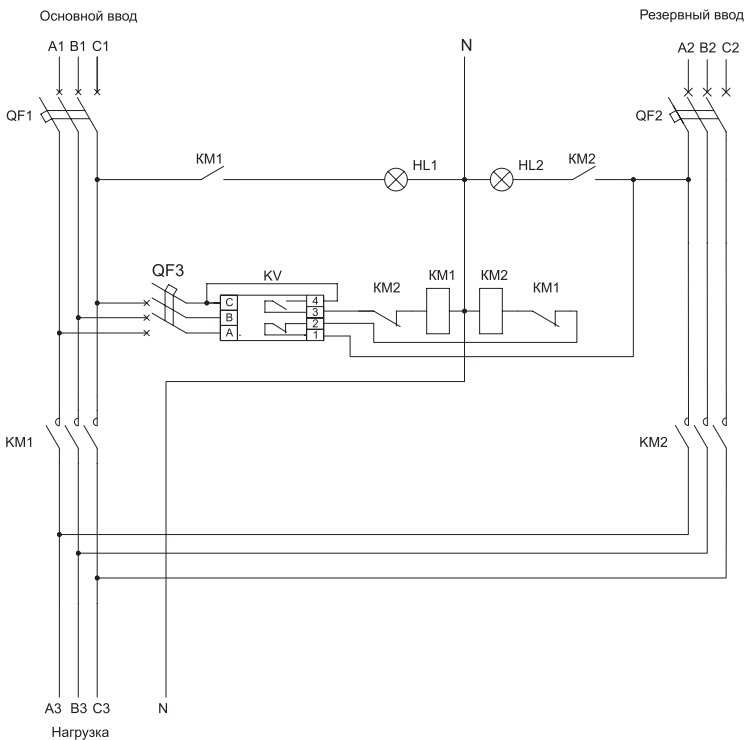 Основной ввод
Резервный ввод
A1 B1 C1
N
A2 B2 C2
QF1
QF2
KM1
HL1
HL2
KM2
QF3
KV
C
B
A
4
3
2
1
KM2
KM1
KM2
KM1
KM1
KM2
A3 B3 C3
N
Нагрузка